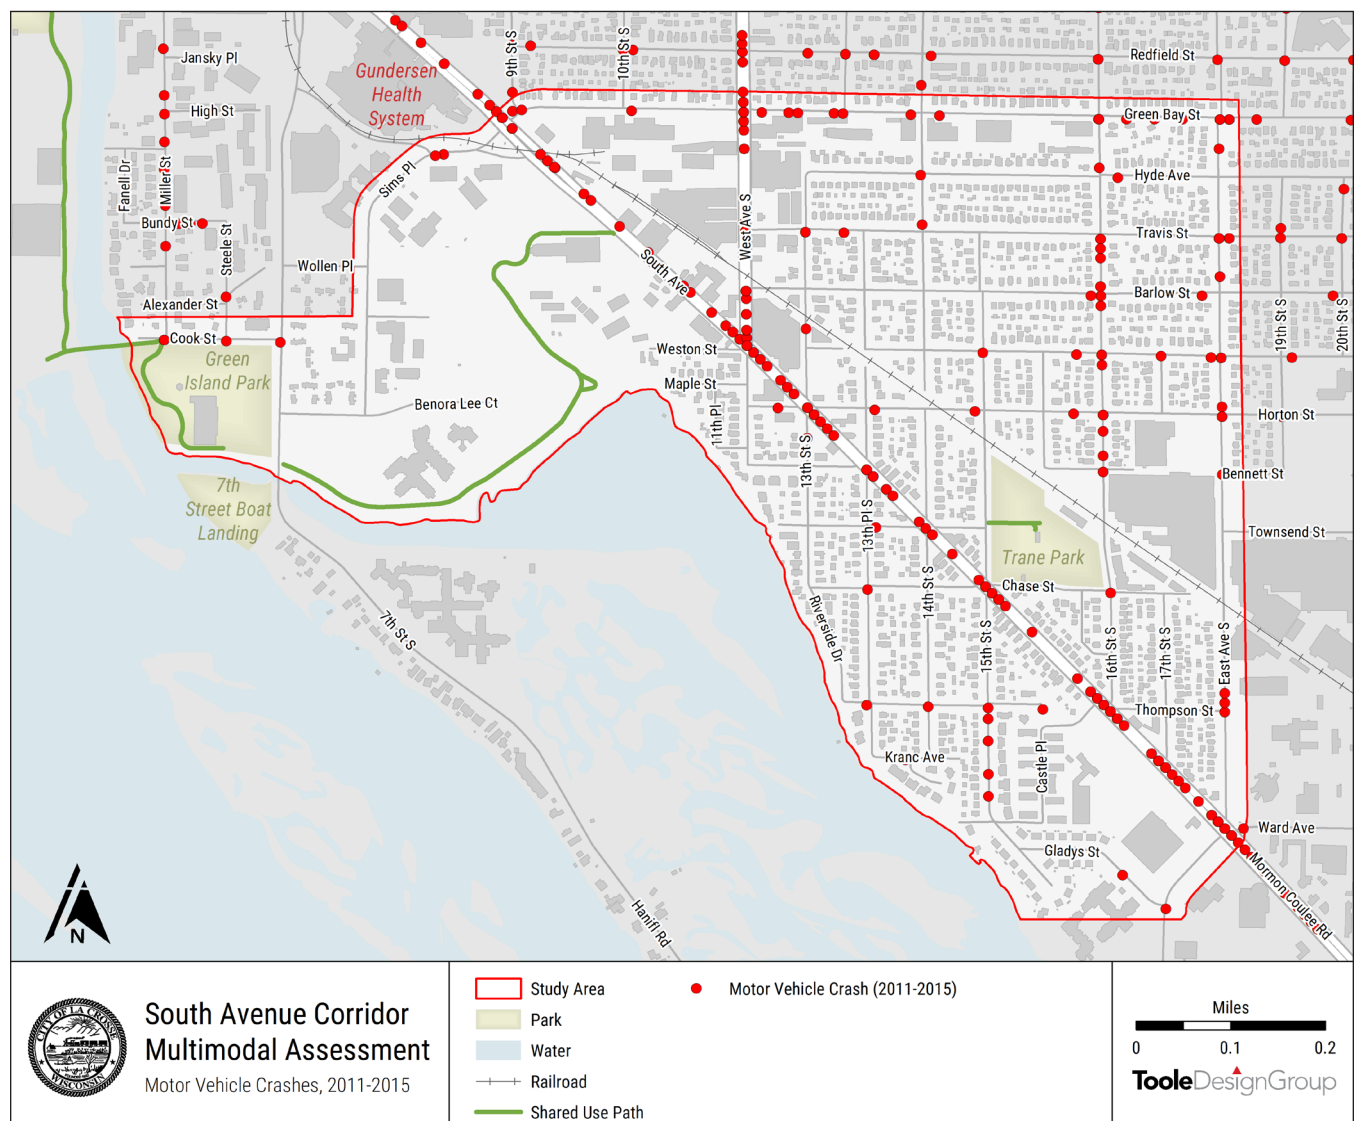 Jansky Pl
High St
Farnell Dr
Miller St
Bundy St
Steele St
Wollen Pl
Alexander St
Cook St
Green
Island Park
7th
Street Boat
Landing
Gundersen
Health
System
Sims Pl
9th St S
10th St S
West Ave S
South Ave
Weston St
Maple St
11th Pl
Benora Lee Ct
7th St S
Hanifl Rd
Redfield St
Green Bay St
Hyde Ave
Travis St
Barlow St
19th St S
20th St S
Horton St
Bennett St
Townsend St
13th St S
13th Pl S
14th St S
15th St S
16th St S
17th St S
East Ave S
Trane Park
Chase St
Riverside Dr
Thompson St
Kranc Ave
Castle Pl
Gladys St
Ward Ave
Mormon Coulee Rd
N
CITY OF LA CROSSE
WISCONSIN
South Avenue Corridor
Multimodal Assessment
Motor Vehicle Crashes, 2011-2015
Study Area
Park
Water
Railroad
Shared Use Path
Motor Vehicle Crash (2011-2015)
Miles
0 0.1 0.2
TooleDesignGroup